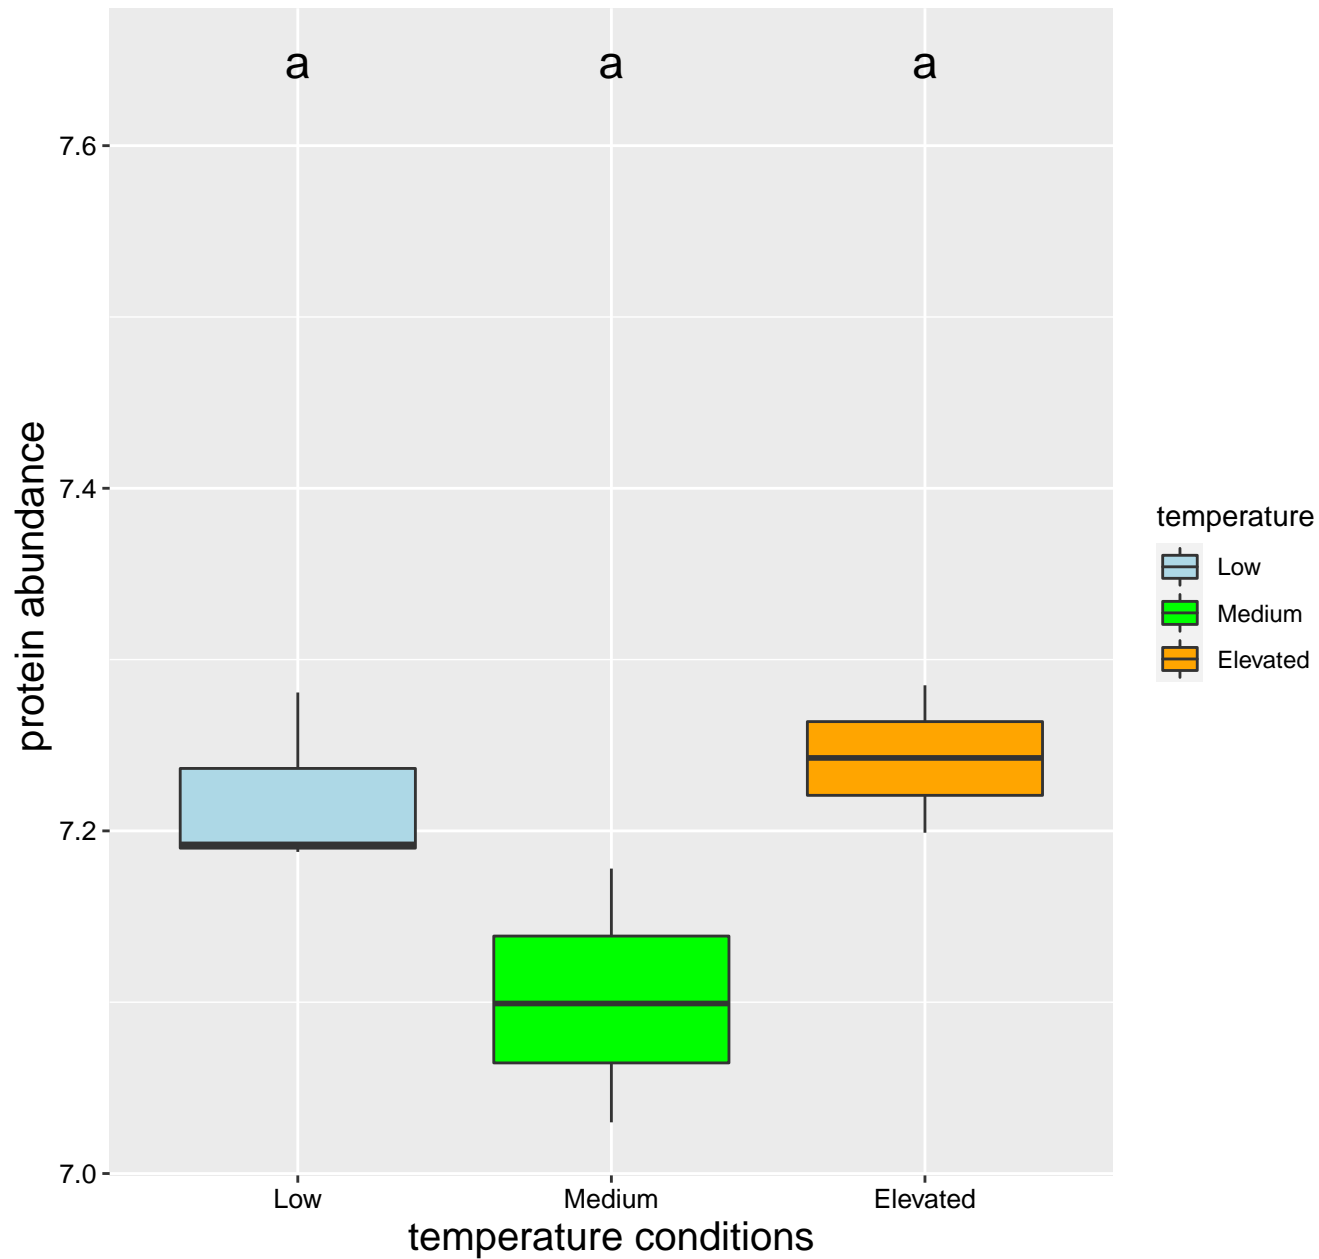 a a a
7.6
7.4
7.2
7.0
protein abundance
Low Medium Elevated
temperature conditions
temperature
Low
Medium
Elevated